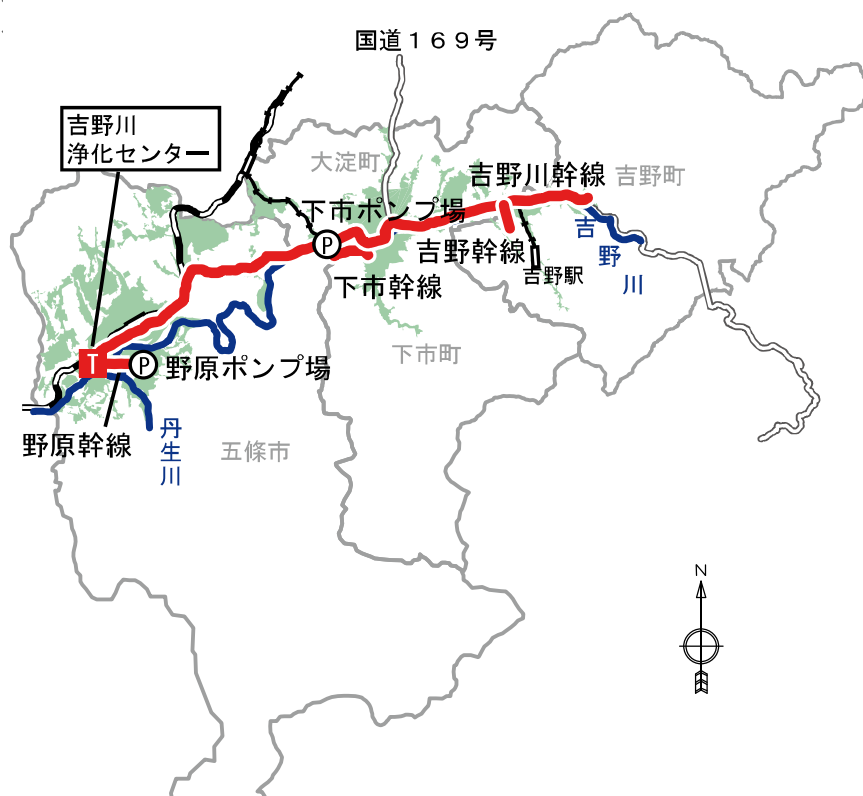 国道１６９号
吉野川
浄化センター
大淀町
吉野川幹線
吉野町
下市ポンプ場
吉野幹線
吉野川
吉野駅
P
下市幹線
下市町
T
P
野原ポンプ場
野原幹線
丹生川
五條市
N